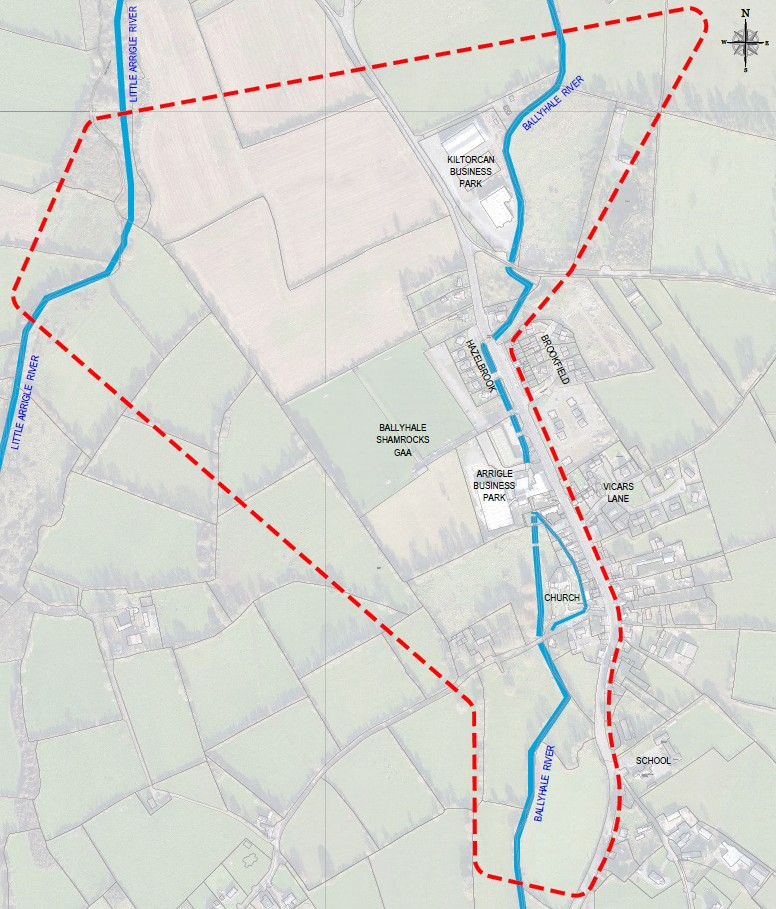 N
W
E
S
LITTLE ARRIGLE RIVER
BALLYHALE RIVER
KILTORCAN
BUSINESS
PARK
HAZELBROOK
BROOKFIELD
LITTLE ARRIGLE RIVER
BALLYHALE
SHAMROCKS
GAA
ARRIGLE
BUSINESS
PARK
VICARS
LANE
CHURCH
BALLYHALE RIVER
SCHOOL